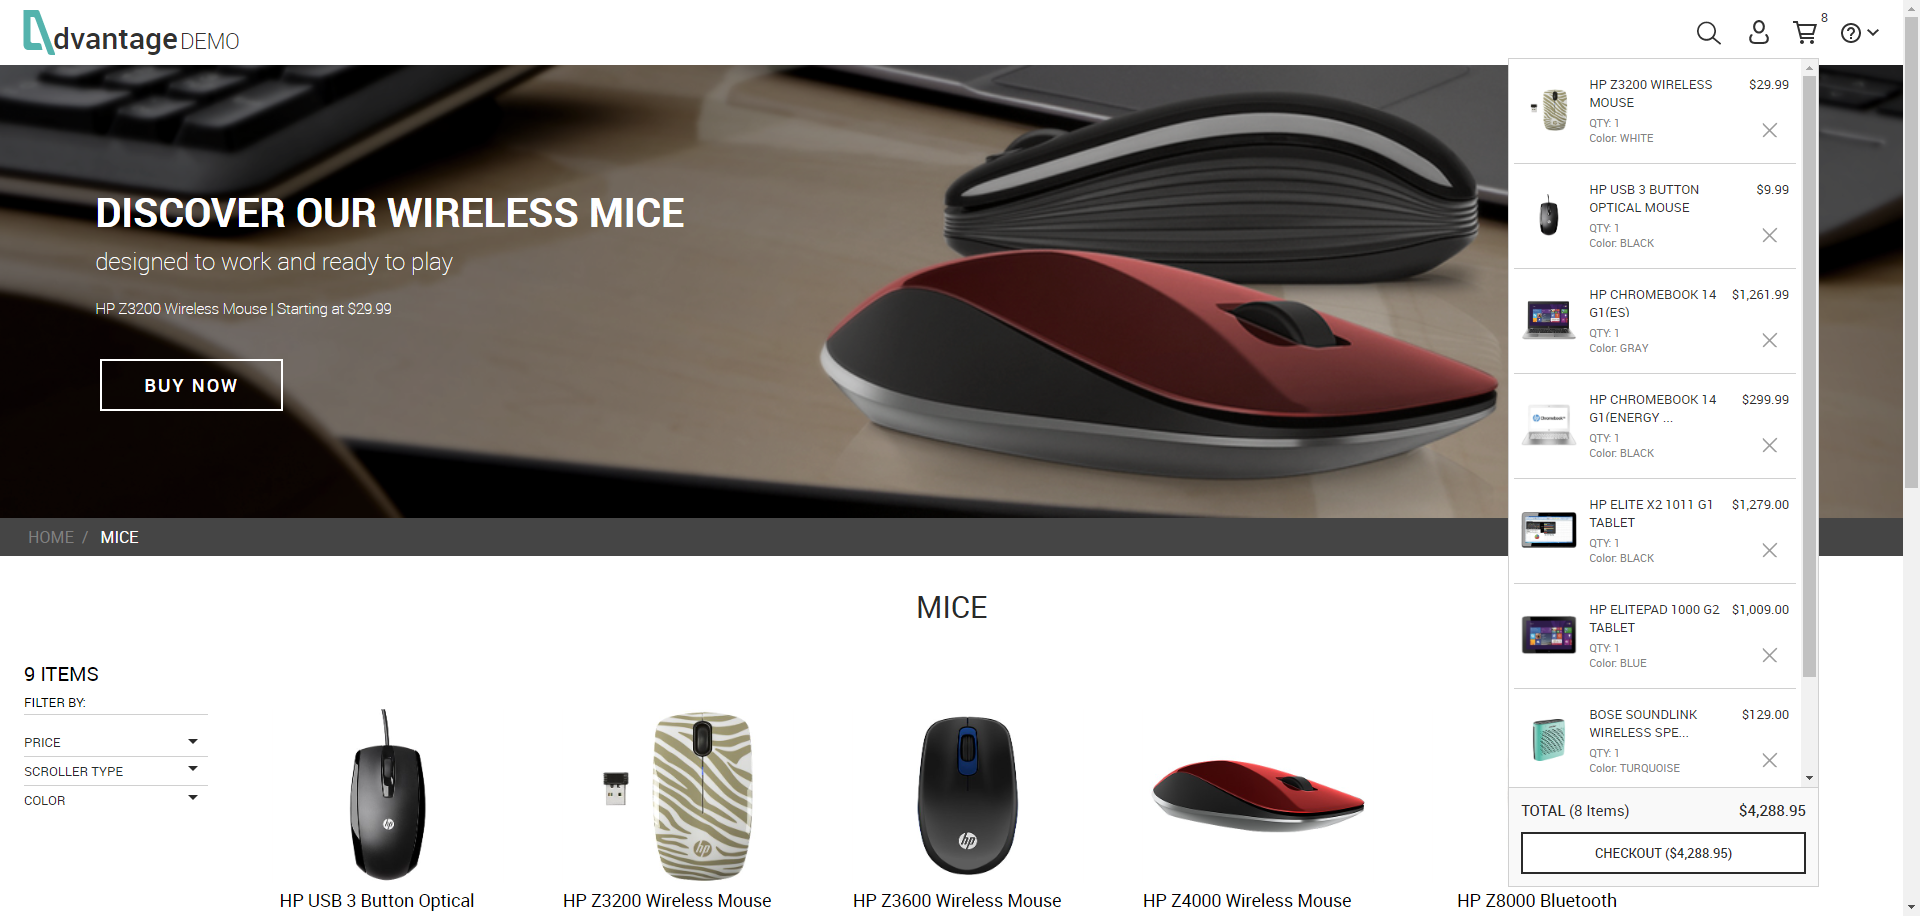 dvantage DEMO
8
DISCOVER OUR WIRELESS MICE
designed to work and ready to play
HP Z3200 Wireless Mouse | Starting at $29.99
BUY NOW
HOME / MICE
MICE
9 ITEMS
FILTER BY:
PRICE
SCROLLER TYPE
COLOR
HP USB 3 Button Optical
HP Z3200 Wireless Mouse
HP Z3600 Wireless Mouse
HP Z4000 Wireless Mouse
HP Z8000 Bluetooth
HP Z3200 WIRELESS $29.99
MOUSE
QTY: 1
Color: WHITE
HP USB 3 BUTTON $9.99
OPTICAL MOUSE
QTY: 1
Color: BLACK
HP CHROMEBOOK 14 $1,261.99
G1(ES)
QTY: 1
Color: GRAY
HP CHROMEBOOK 14 $299.99
G1(ENERGY ...
QTY: 1
Color: BLACK
HP ELITE X2 1011 G1 $1,279.00
TABLET
QTY: 1
Color: BLACK
HP ELITEPAD 1000 G2 $1,009.00
TABLET
QTY: 1
Color: BLUE
BOSE SOUNDLINK $129.00
WIRELESS SPE...
QTY: 1
Color: TURQUOISE
TOTAL (8 Items) $4,288.95
CHECKOUT ($4,288.95)